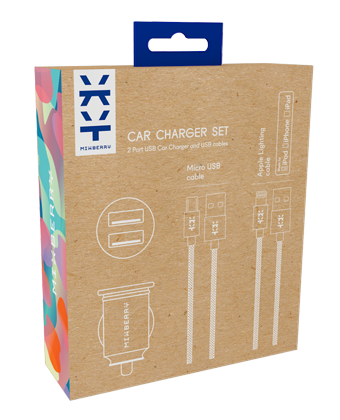 MIXBERRY
CAR CHARGER SET
2 Port USB Car Charger and USB cables
Micro USB
cable
Apple Lighting
cable
iPod iPhone iPad
MIXBERRY
MIXBERRY